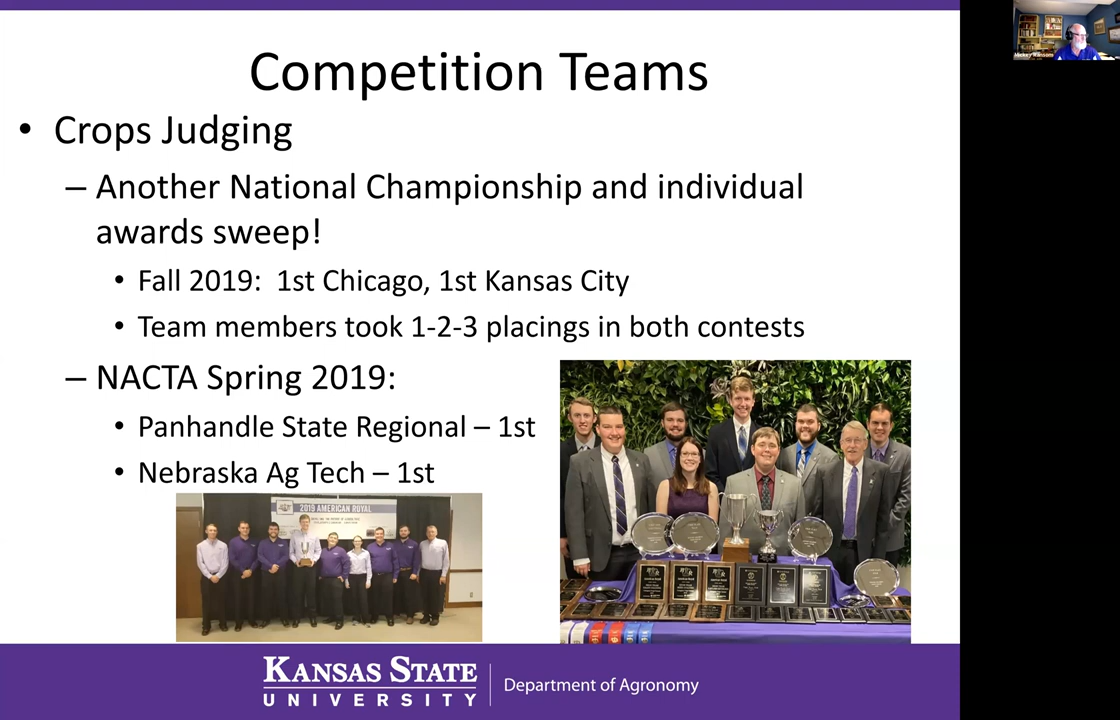 Competition Teams
• Crops Judging
– Another National Championship and individual
awards sweep!
• Fall 2019: 1st Chicago, 1st Kansas City
• Team members took 1-2-3 placings in both contests
– NACTA Spring 2019:
• Panhandle State Regional – 1st
• Nebraska Ag Tech – 1st
2019 AMERICAN ROYAL
KANSAS STATE
UNIVERSITY
Department of Agronomy
Mickey Ransom